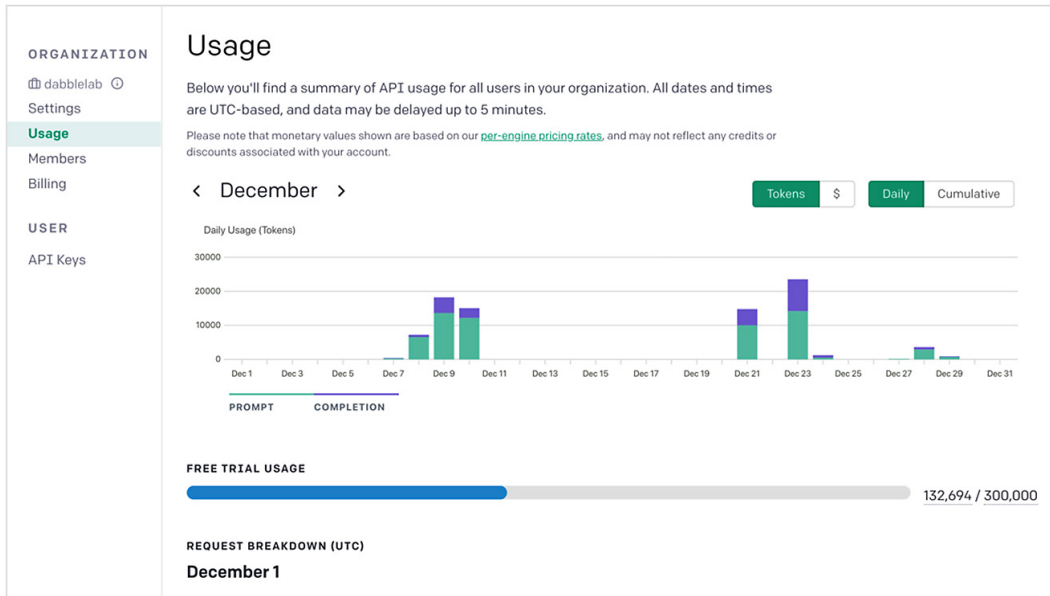 ORGANIZATION
dabblelab
Settings
Usage
Members
Billing
USER
API Keys
Usage
Below you'll find a summary of API usage for all users in your organization. All dates and times
are UTC-based, and data may be delayed up to 5 minutes.
Please note that monetary values shown are based on our per-engine pricing rates, and may not reflect any credits or
discounts associated with your account.
December
Tokens $ Daily Cumulative
Daily Usage (Tokens)
30000
20000
10000
0
Dec 1 Dec 3 Dec 5 Dec 7 Dec 9 Dec 11 Dec 13 Dec 15 Dec 17 Dec 19 Dec 21 Dec 23 Dec 25 Dec 27 Dec 29 Dec 31
PROMPT COMPLETION
FREE TRIAL USAGE
132,694 / 300,000
REQUEST BREAKDOWN (UTC)
December 1